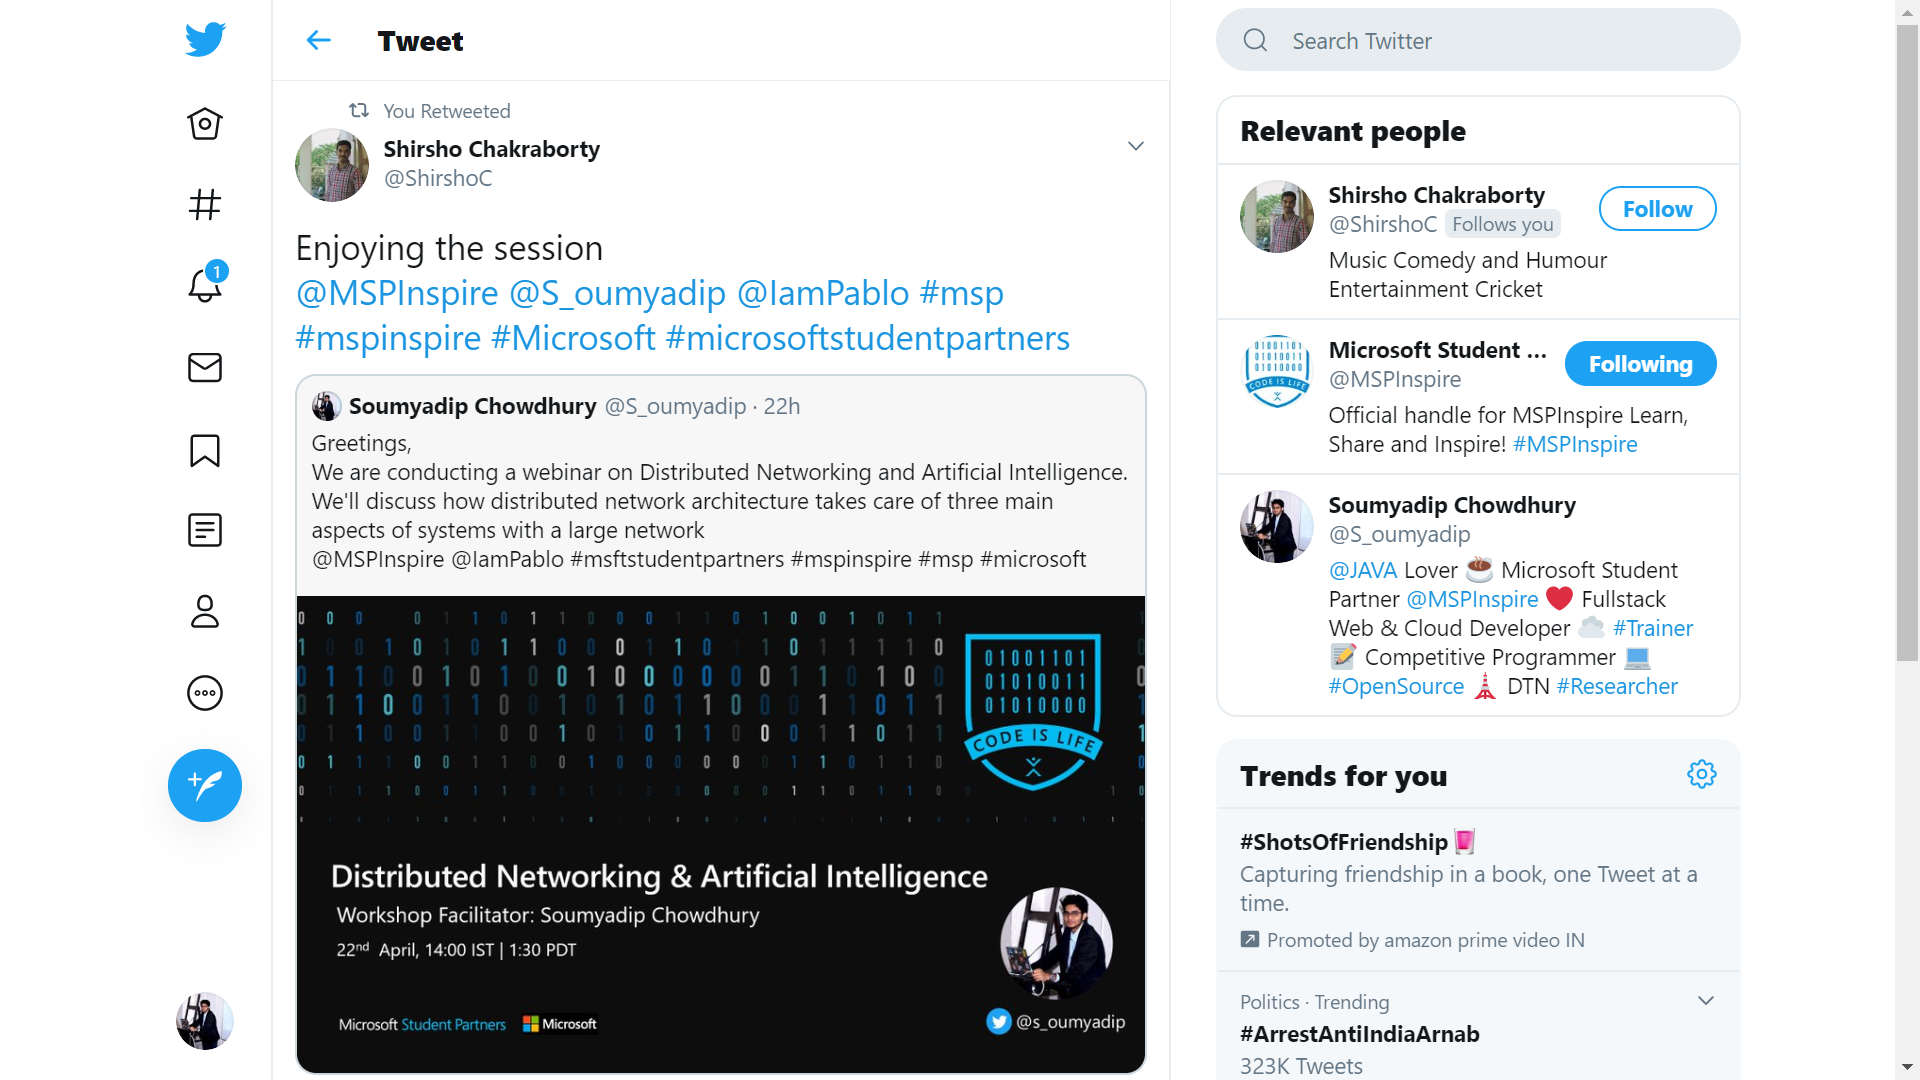 Tweet
You Retweeted
Shirsho Chakraborty
@ShirshoC
Enjoying the session
@MSPInspire @S_oumyadip @IamPablo #msp
#mspinspire #Microsoft #microsoftstudentpartners
Soumyadip Chowdhury @S_oumyadip · 22h
Greetings,
We are conducting a webinar on Distributed Networking and Artificial Intelligence.
We'll discuss how distributed network architecture takes care of three main
aspects of systems with a large network
@MSPInspire @IamPablo #msftstudentpartners #mspinspire #msp #microsoft
01001101
01010011
01010000
CODE IS LIFE
Distributed Networking & Artificial Intelligence
Workshop Facilitator: Soumyadip Chowdhury
22nd April, 14:00 IST | 1:30 PDT
Microsoft Student Partners
Microsoft
@s_oumyadip
1
Search Twitter
Relevant people
Shirsho Chakraborty
@ShirshoC Follows you
Follow
Music Comedy and Humour
Entertainment Cricket
01001101
01010011
01010000
CODE IS LIFE
Microsoft Student ...
@MSPInspire
Following
Official handle for MSPInspire Learn,
Share and Inspire! #MSPInspire
Soumyadip Chowdhury
@S_oumyadip
@JAVA Lover ☕ Microsoft Student
Partner @MSPInspire ❤️ Fullstack
Web & Cloud Developer ☁️ #Trainer
📝 Competitive Programmer 💻
#OpenSource 🗼 DTN #Researcher
Trends for you
#ShotsOfFriendship
Capturing friendship in a book, one Tweet at a
time.
Promoted by amazon prime video IN
Politics · Trending
#ArrestAntiIndiaArnab
323K Tweets